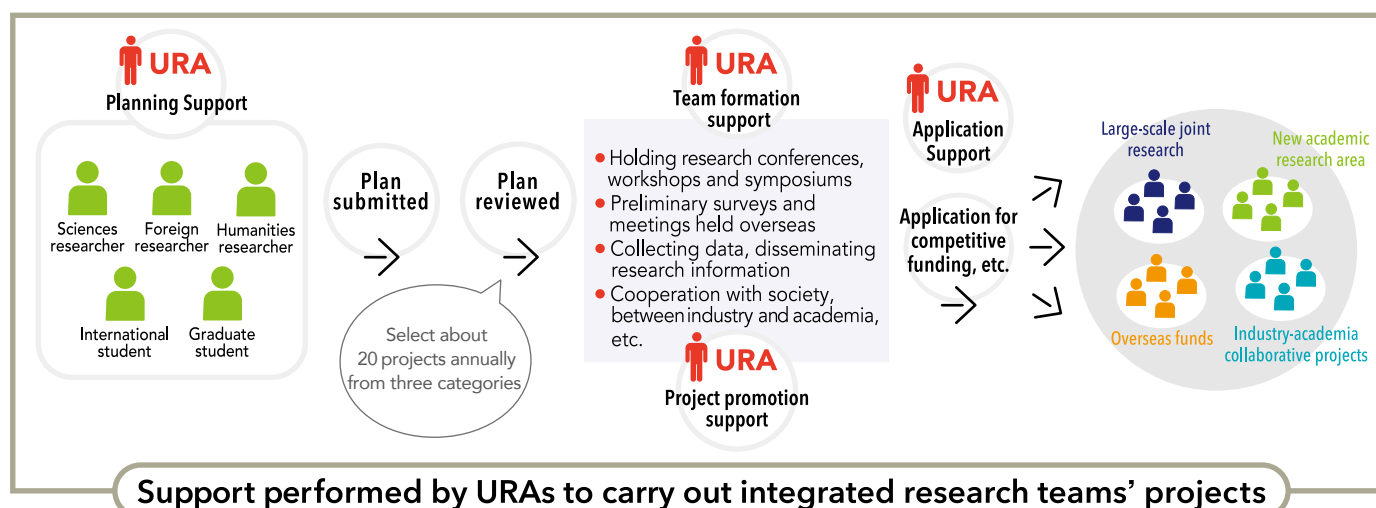 URA
Planning Support
Sciences
researcher
Foreign
researcher
Humanities
researcher
International
student
Graduate
student
Plan
submitted
Plan
reviewed
Select about
20 projects annually
from three categories
URA
Team formation
support
• Holding research conferences,
workshops and symposiums
• Preliminary surveys and
meetings held overseas
• Collecting data, disseminating
research information
• Cooperation with society,
between industry and academia,
etc.
URA
Project promotion
support
URA
Application
Support
Application for
competitive
funding, etc.
Large-scale joint
research
New academic
research area
Overseas funds
Industry-academia
collaborative projects
Support performed by URAs to carry out integrated research teams’ projects